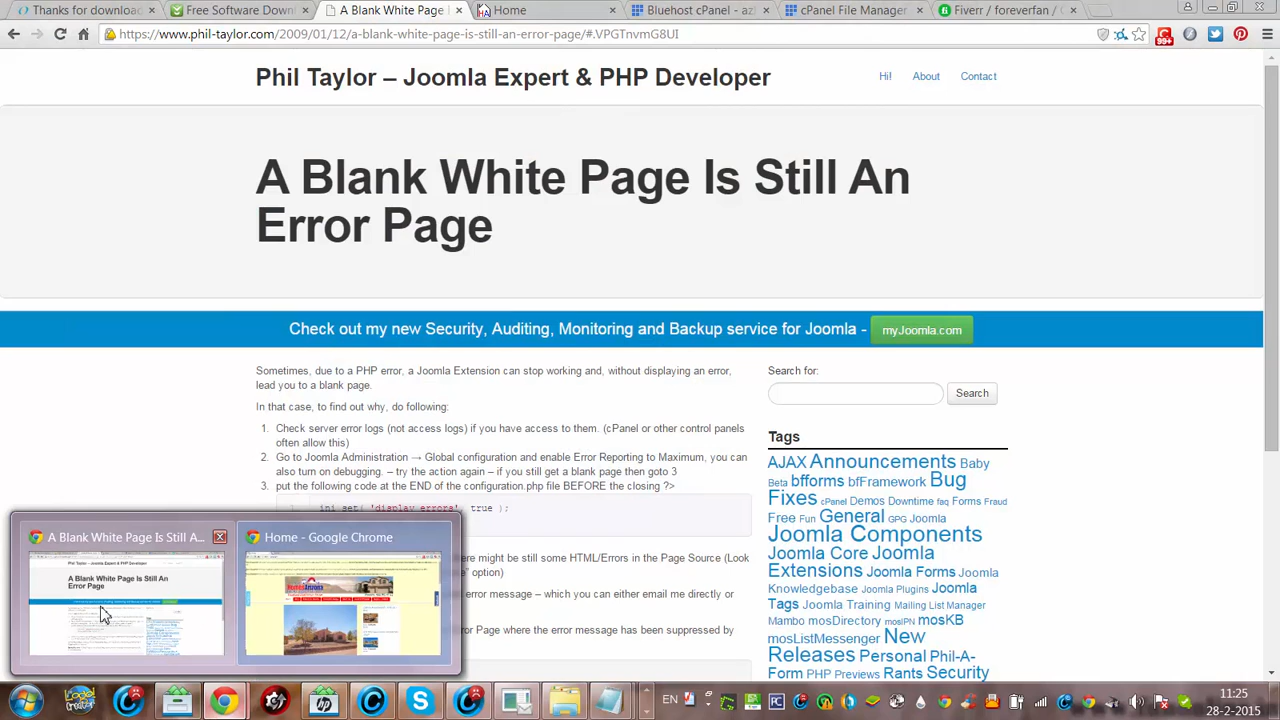 Thanks for download
Free Software Down
A Blank White Page
Home
Bluehost cPanel - az
cPanel File Manager
Fiverr / foreverfan /
https://www.phil-taylor.com/2009/01/12/a-blank-white-page-is-still-an-error-page/#.VPGTnvmG8UI
99+
Phil Taylor – Joomla Expert & PHP Developer
Hi! About Contact
A Blank White Page Is Still An
Error Page
Check out my new Security, Auditing, Monitoring and Backup service for Joomla - myJoomla.com
Sometimes, due to a PHP error, a Joomla Extension can stop working and, without displaying an error,
lead you to a blank page.
In that case, to find out why, do following:
1. Check server error logs (not access logs) if you have access to them. (cPanel or other control panels
often allow this)
2. Go to Joomla Administration → Global configuration and enable Error Reporting to Maximum, you can
also turn on debugging. – try the action again – if you still get a blank page then goto 3
3. put the following code at the END of the configuration.php file BEFORE the closing ?>
1 ini_set( 'display_errors', true );
here might be still some HTML/Errors in the Page Source (Look
" option)
error message – which you can either email me directly or
Error Page where the error message has been suppressed by
Search for:
Search
Tags
AJAX Announcements Baby
Beta bfforms bfFramework Bug
Fixes cPanel Demos Downtime faq Forms Fraud
Free Fun General GPG Joomla
Joomla Components
Joomla Core Joomla
Extensions Joomla Forms Joomla
Knowledgebase Joomla Plugins Joomla
Tags Joomla Training Mailing List Manager
Mambo mosDirectory mosIPN mosKB
mosListMessenger New
Releases Personal Phil-A-
Form PHP Previews Rants Security
A Blank White Page Is Still A...
Home - Google Chrome
A Blank White Page Is Still An
Error Page
EN
11:25
28-2-2015